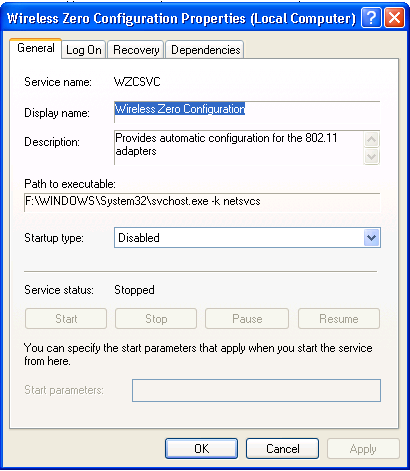 Wireless Zero Configuration Properties (Local Computer)
General Log On Recovery Dependencies
Service name: WZCSVC
Display name: Wireless Zero Configuration
Description: Provides automatic configuration for the 802.11
adapters
Path to executable:
F:\WINDOWS\System32\svchost.exe -k netsvcs
Startup type: Disabled
Service status: Stopped
Start Stop Pause Resume
You can specify the start parameters that apply when you start the service
from here.
Start parameters:
OK Cancel Apply